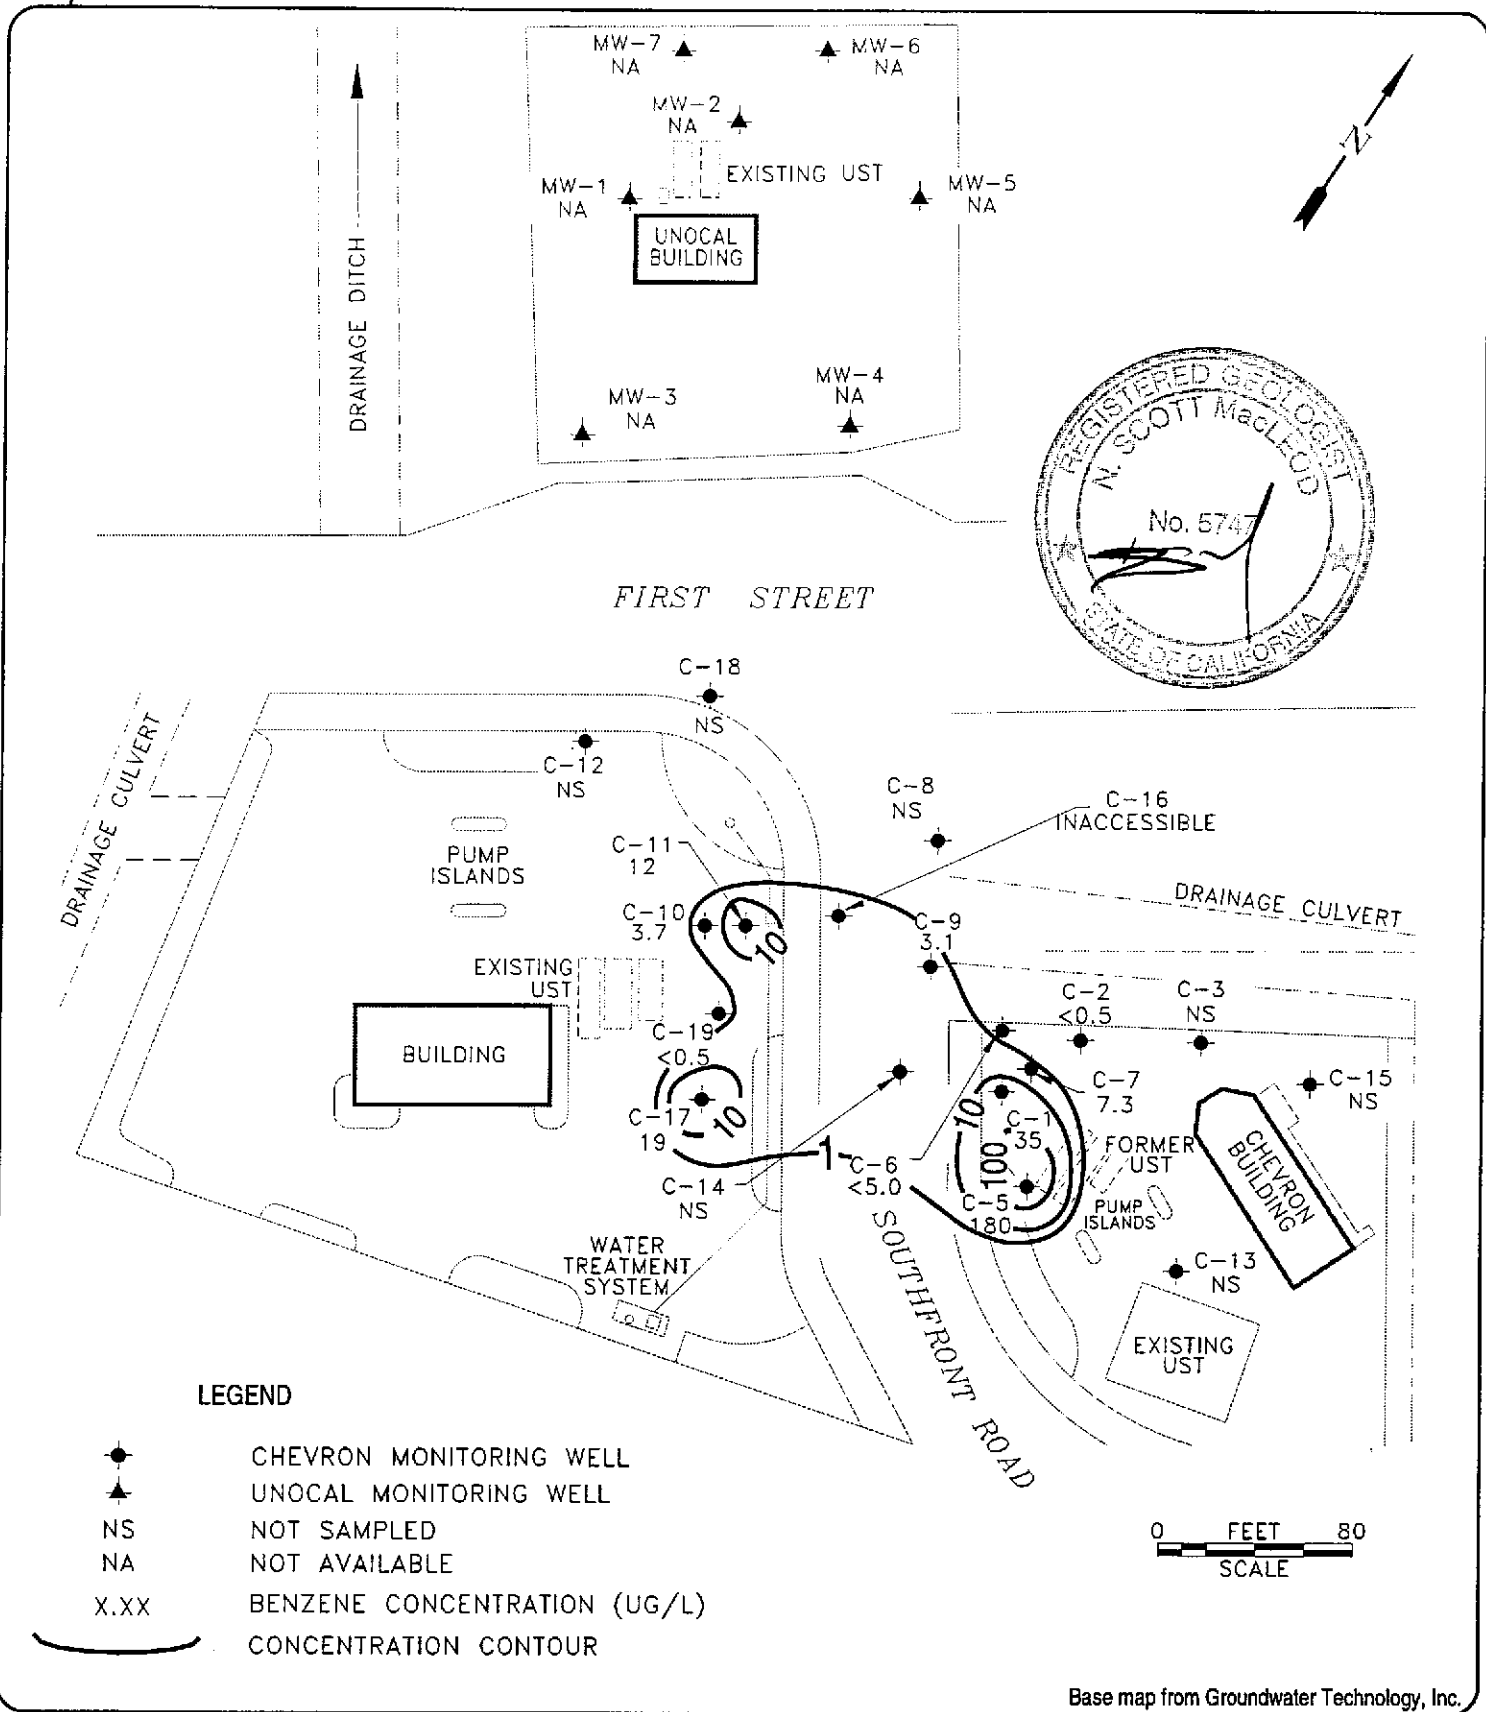 MW-7
NA
MW-6
NA
MW-2
NA
EXISTING UST
MW-1
NA
MW-5
NA
UNOCAL
BUILDING
N
DRAINAGE DITCH
MW-3
NA
MW-4
NA
REGISTERED GEOLOGIST
N. SCOTT MacLEOD
No. 5747
STATE OF CALIFORNIA
FIRST STREET
C-18
NS
C-12
NS
DRAINAGE CULVERT
PUMP
ISLANDS
C-8
NS
C-16
INACCESSIBLE
C-11
12
C-10
3.7
10
C-9
3.1
DRAINAGE CULVERT
EXISTING
UST
C-19
<0.5
BUILDING
C-2
<0.5
C-3
NS
C-7
7.3
C-15
NS
C-17
19
10
10
C-1
35
100
FORMER
UST
CHEVRON
BUILDING
1
C-6
<5.0
C-14
NS
C-5
180
PUMP
ISLANDS
WATER
TREATMENT
SYSTEM
SOUTHFRONT ROAD
C-13
NS
EXISTING
UST
LEGEND
CHEVRON MONITORING WELL
UNOCAL MONITORING WELL
NS NOT SAMPLED
NA NOT AVAILABLE
X.XX BENZENE CONCENTRATION (UG/L)
CONCENTRATION CONTOUR
0 FEET 80
SCALE
Base map from Groundwater Technology, Inc.